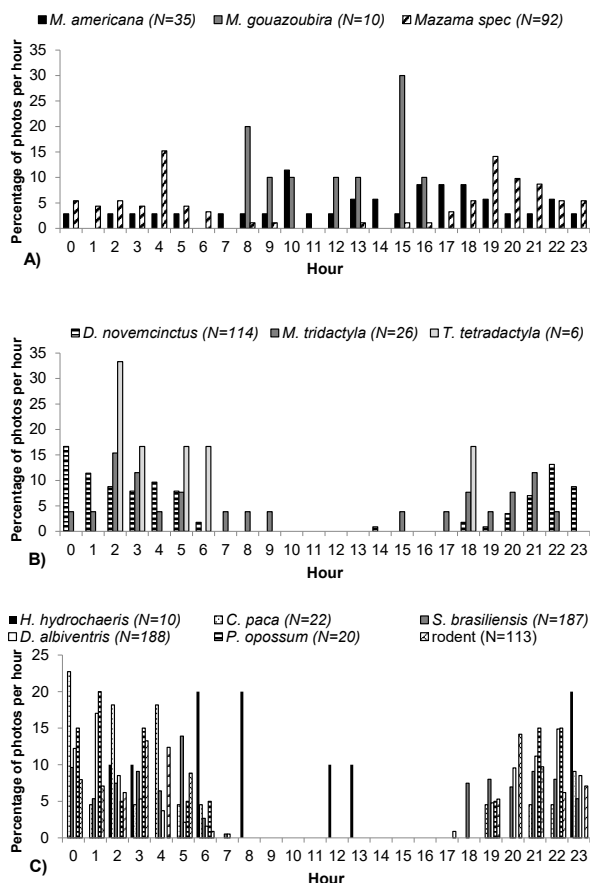 M. americana (N=35) M. gouazoubira (N=10) Mazama spec (N=92)
Percentage of photos per hour
35
30
25
20
15
10
5
0
0 1 2 3 4 5 6 7 8 9 10 11 12 13 14 15 16 17 18 19 20 21 22 23
A)
Hour
D. novemcinctus (N=114) M. tridactyla (N=26) T. tetradactyla (N=6)
Percentage of photos per hour
35
30
25
20
15
10
5
0
0 1 2 3 4 5 6 7 8 9 10 11 12 13 14 15 16 17 18 19 20 21 22 23
B)
Hour
H. hydrochaeris (N=10) C. paca (N=22) S. brasiliensis (N=187)
D. albiventris (N=188) P. opossum (N=20) rodent (N=113)
Percentage of photos per hour
25
20
15
10
5
0
0 1 2 3 4 5 6 7 8 9 10 11 12 13 14 15 16 17 18 19 20 21 22 23
C)
Hour